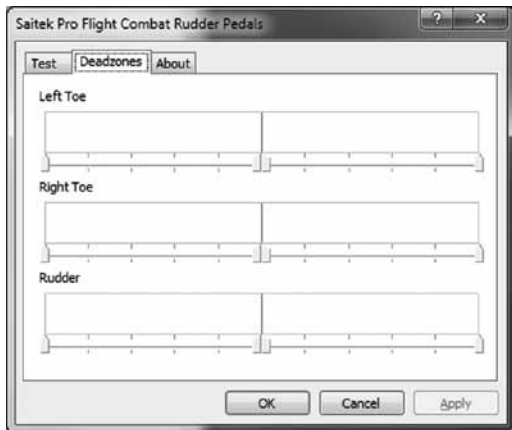 Saitek Pro Flight Combat Rudder Pedals
Test Deadzones About
Left Toe
Right Toe
Rudder
OK Cancel Apply